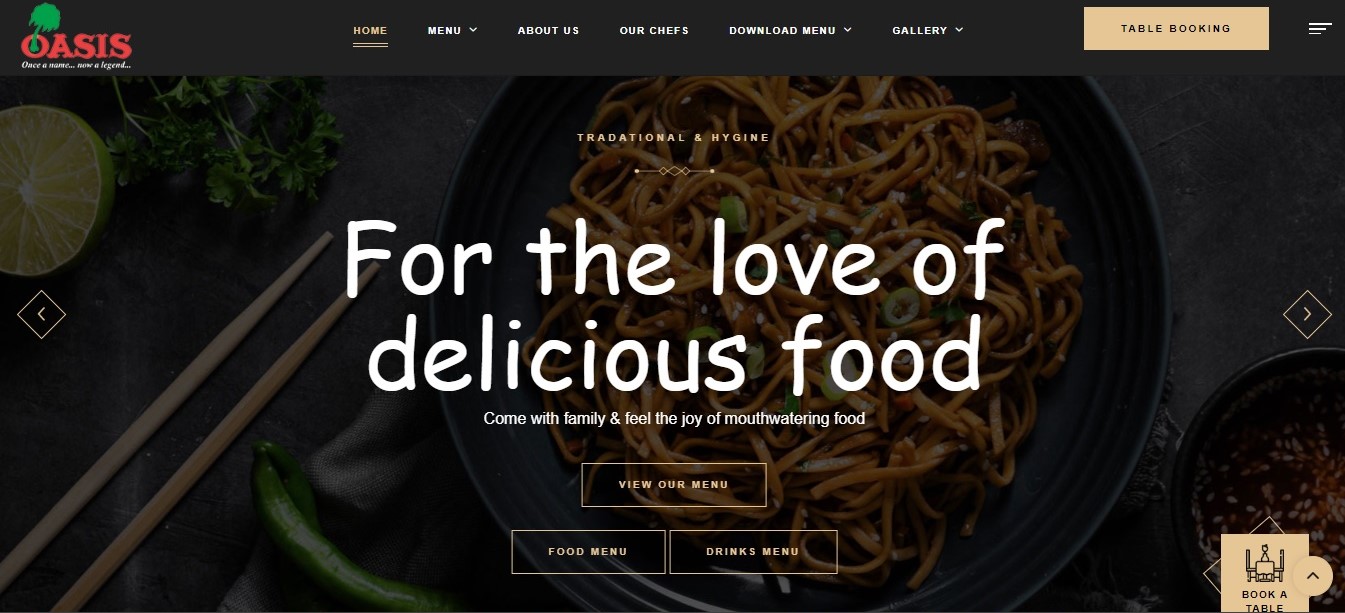 OASIS
Once a name... now a legend...
HOME MENU ABOUT US OUR CHEFS DOWNLOAD MENU GALLERY TABLE BOOKING
TRADATIONAL & HYGINE
For the love of
delicious food
Come with family & feel the joy of mouthwatering food
VIEW OUR MENU
FOOD MENU DRINKS MENU
BOOK A
TABLE